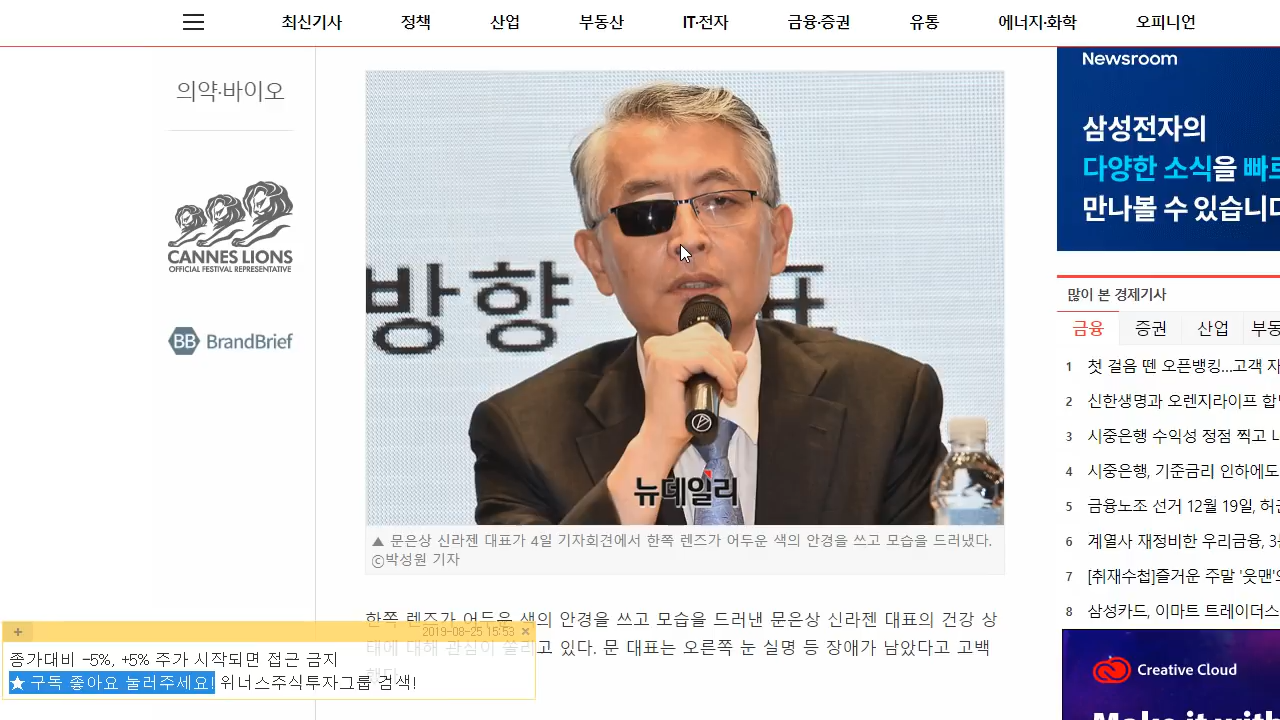 최신기사 정책 산업 부동산 IT·전자 금융·증권 유통 에너지·화학 오피니언
의약·바이오
CANNES LIONS
OFFICIAL FESTIVAL REPRESENTATIVE
BB BrandBrief
방향
뉴데일리
▲ 문은상 신라젠 대표가 4일 기자회견에서 한쪽 렌즈가 어두운 색의 안경을 쓰고 모습을 드러냈다.
ⓒ박성원 기자
한쪽 렌즈가 어두운 색의 안경을 쓰고 모습을 드러낸 문은상 신라젠 대표의 건강 상
태에 대해 관심이 쏠리고 있다. 문 대표는 오른쪽 눈 실명 등 장애가 남았다고 고백
했다.
+ 2019-08-25 15:53 ×
종가대비 -5%, +5% 주가 시작되면 접근 금지
★ 구독 좋아요 눌러주세요! 위너스주식투자그룹 검색!
Newsroom
삼성전자의
다양한 소식을 빠르
만나볼 수 있습니다
많이 본 경제기사
금융 증권 산업 부동
1 첫 걸음 뗀 오픈뱅킹...고객
2 신한생명과 오렌지라이프 합
3 시중은행 수익성 정점 찍고
4 시중은행, 기준금리 인하에도
5 금융노조 선거 12월 19일, 허
6 계열사 재정비한 우리금융, 3
7 [취재수첩]즐거운 주말 '웃맨'
8 삼성카드, 이마트 트레이더스
Creative Cloud
Make it with